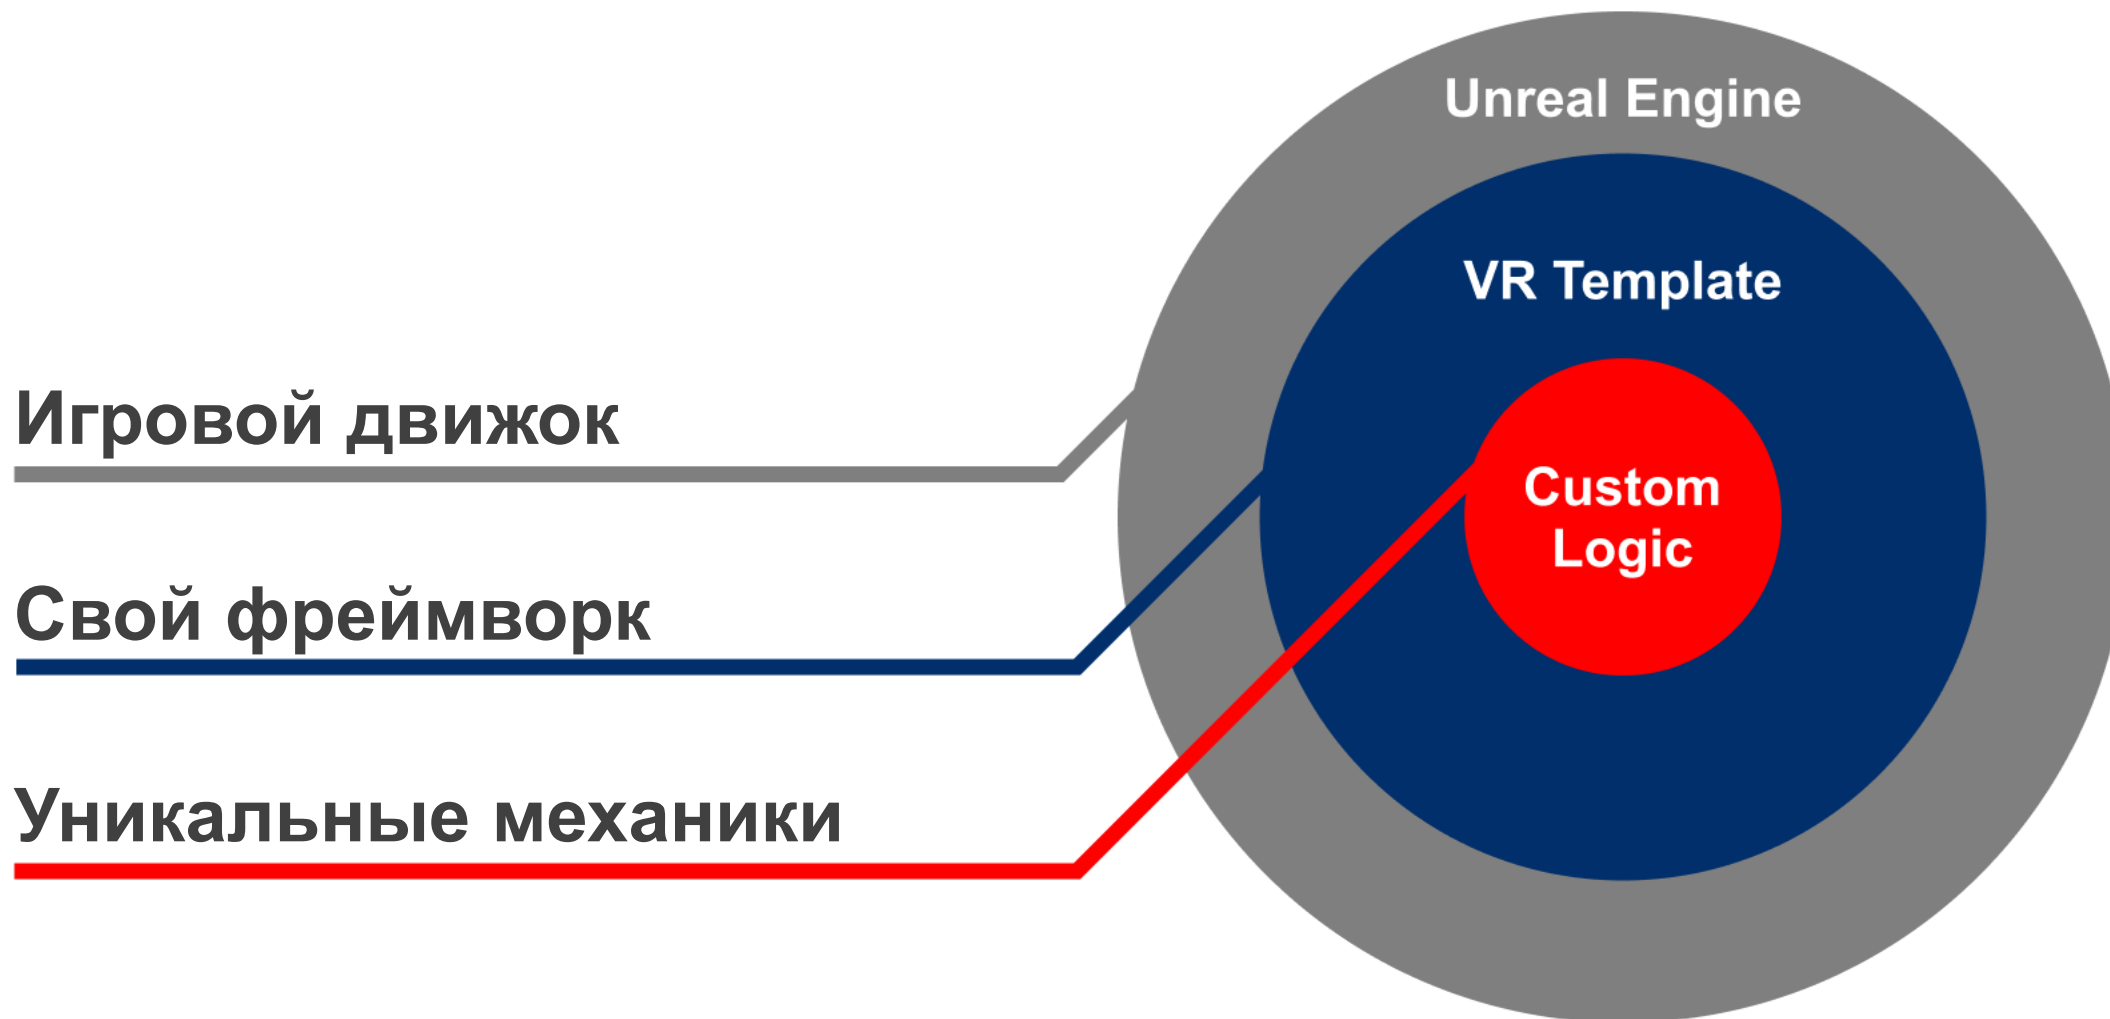 Unreal Engine
VR Template
Custom
Logic
Игровой движок
Свой фреймворк
Уникальные механики